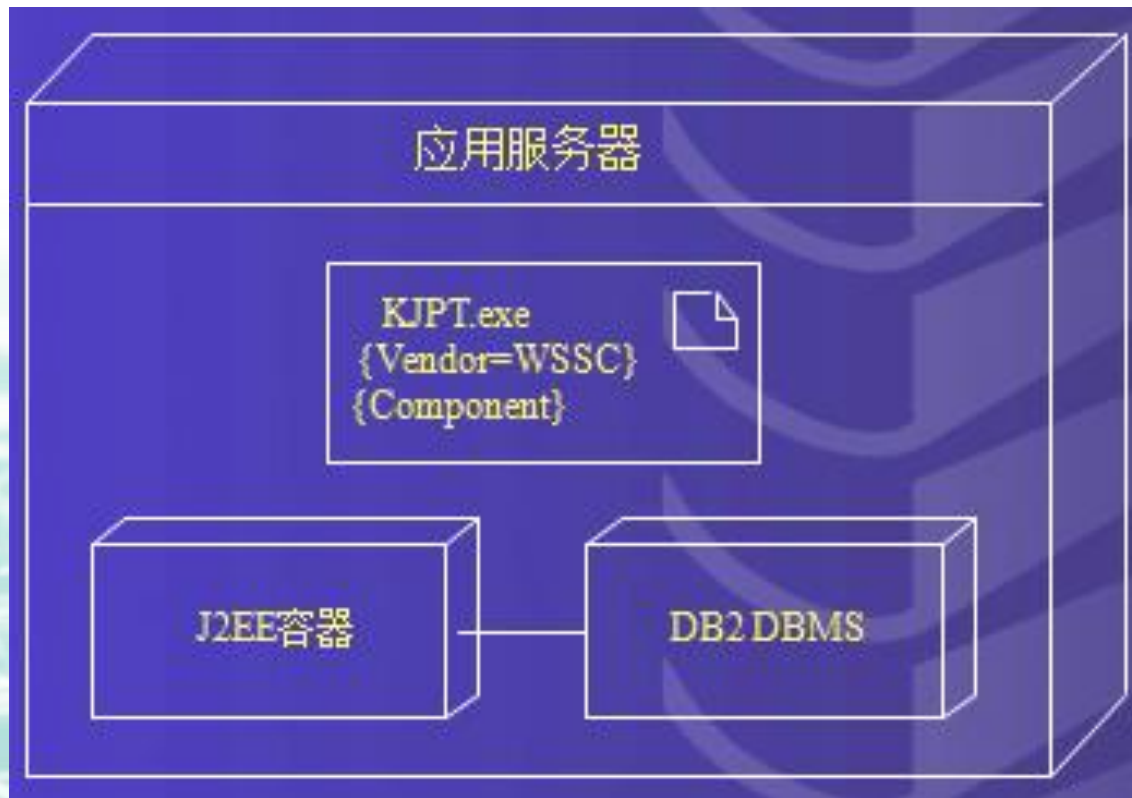 应用服务器
KJPT.exe
{Vendor=WSSC}
{Component}
J2EE容器
DB2 DBMS